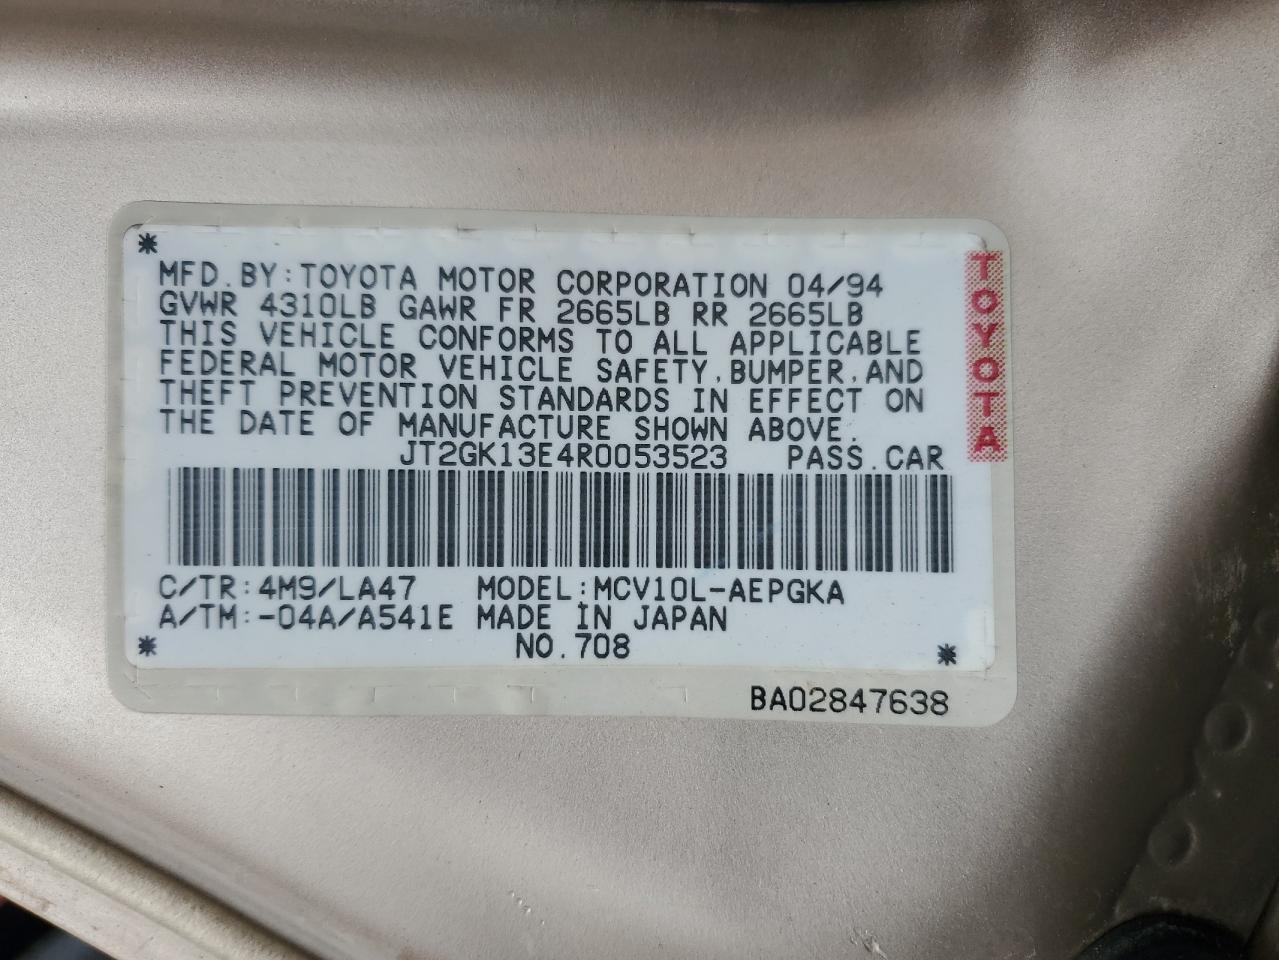 MFD.BY:TOYOTA MOTOR CORPORATION 04/94
GVWR 4310LB GAWR FR 2665LB RR 2665LB
THIS VEHICLE CONFORMS TO ALL APPLICABLE
FEDERAL MOTOR VEHICLE SAFETY,BUMPER,AND
THEFT PREVENTION STANDARDS IN EFFECT ON
THE DATE OF MANUFACTURE SHOWN ABOVE.
JT2GK13E4R0053523 PASS.CAR
C/TR:4M9/LA47 MODEL:MCV10L-AEPGKA
A/TM:-04A/A541E MADE IN JAPAN
NO.708
BA02847638
TOYOTA